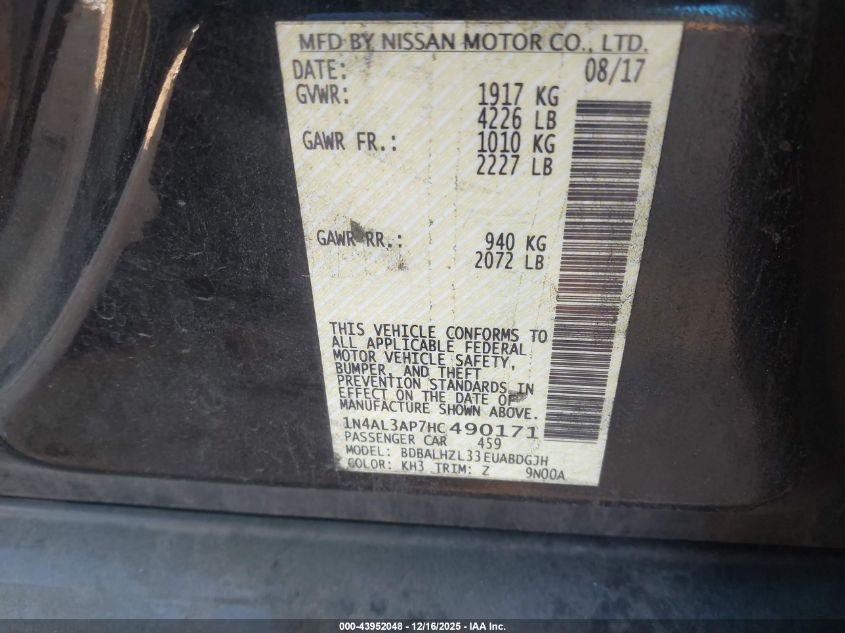 MFD BY NISSAN MOTOR CO., LTD.
DATE: 08/17
GVWR: 1917 KG
4226 LB
GAWR FR.: 1010 KG
2227 LB
GAWR RR.: 940 KG
2072 LB
THIS VEHICLE CONFORMS TO
ALL APPLICABLE FEDERAL
MOTOR VEHICLE SAFETY,
BUMPER, AND THEFT
PREVENTION STANDARDS IN
EFFECT ON THE DATE OF
MANUFACTURE SHOWN ABOVE.
1N4AL3AP7HC490171
PASSENGER CAR 459
MODEL: BDBALHZL33EUABDGJH
COLOR: KH3 TRIM: Z 9N00A
000-43952048 - 12/16/2025 - IAA Inc.